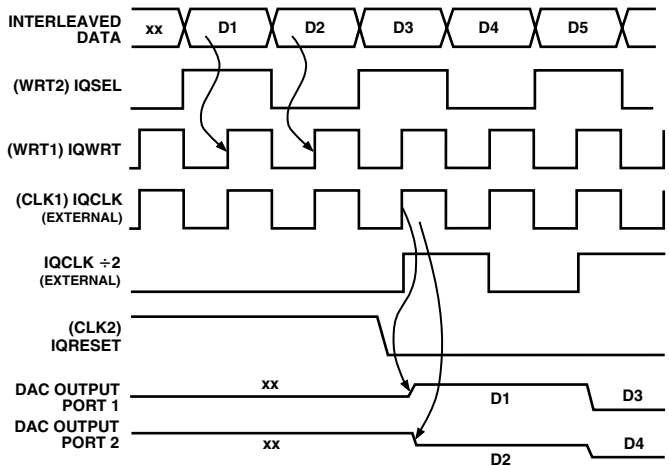 INTERLEAVED
DATA
xx D1 D2 D3 D4 D5
(WRT2) IQSEL
(WRT1) IQWRT
(CLK1) IQCLK
(EXTERNAL)
IQCLK ÷2
(EXTERNAL)
(CLK2)
IQRESET
DAC OUTPUT
PORT 1
xx D1 D3
DAC OUTPUT
PORT 2
xx D2 D4